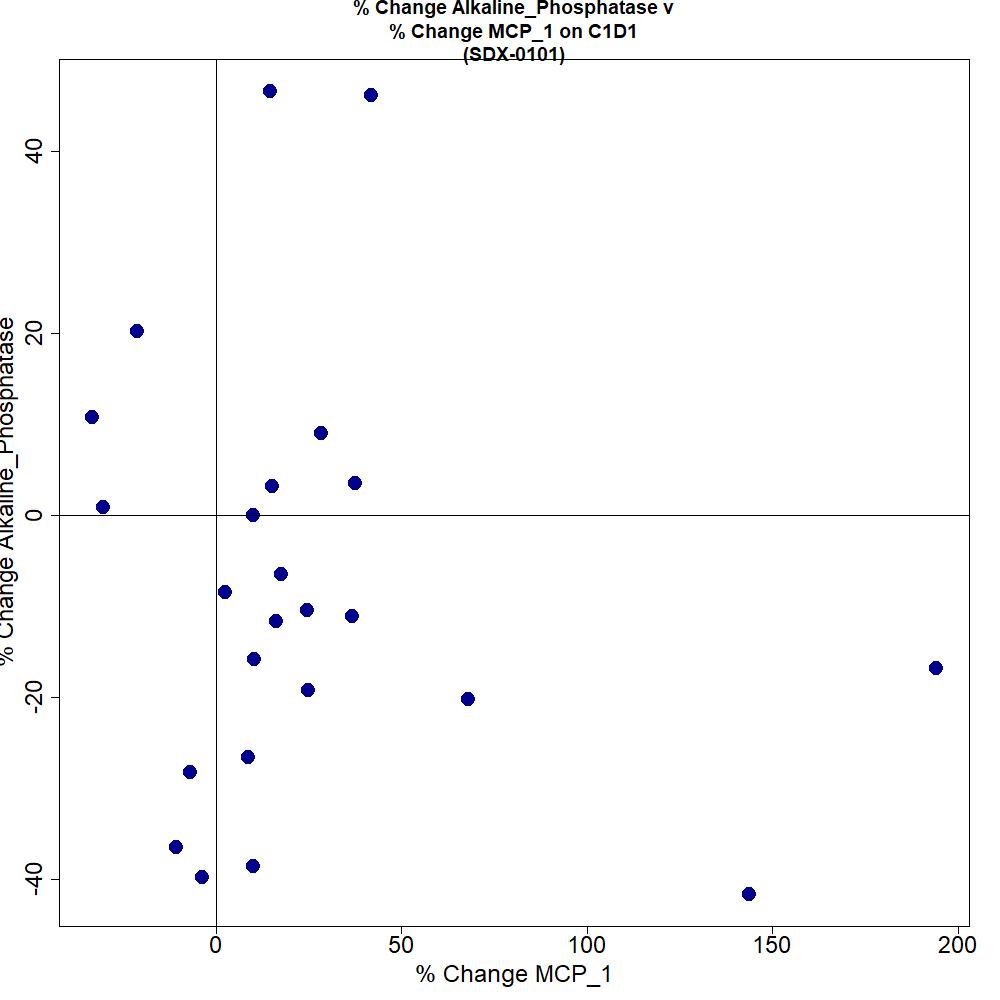 % Change Alkaline_Phosphatase v
% Change MCP_1 on C1D1
(SDX-0101)
% Change Alkaline_Phosphatase
40
20
0
-20
-40
0
50
100
150
200
% Change MCP_1